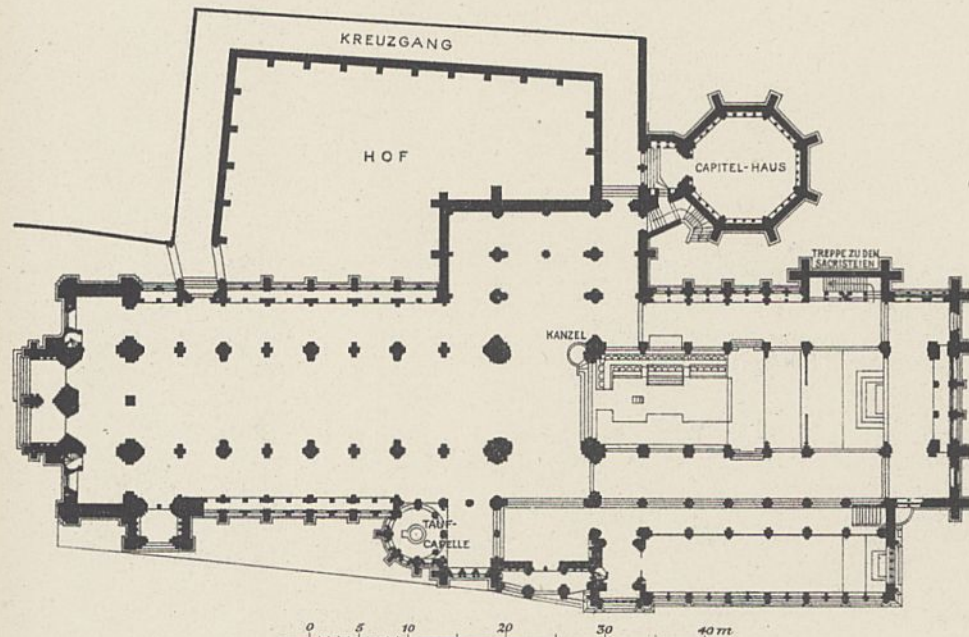 KREUZGANG
HOF
CAPITEL-HAUS
TREPPE ZU DEN
SACRISTEIEN
KANZEL
TAUF-
CAPELLE
0 5 10 20 30 40 m